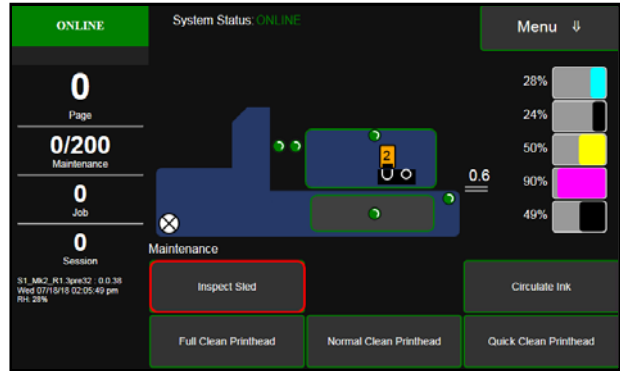 ONLINE
System Status: ONLINE
Menu ⇓
0
Page
0/200
Maintenance
0
Job
0
Session
S1_Mk2_R1.3pre32 : 0.0.38
Wed 07/18/18 02:05:49 pm
RH: 28%
2
0.6
28%
24%
50%
90%
49%
Maintenance
Inspect Sled
Circulate Ink
Full Clean Printhead
Normal Clean Printhead
Quick Clean Printhead